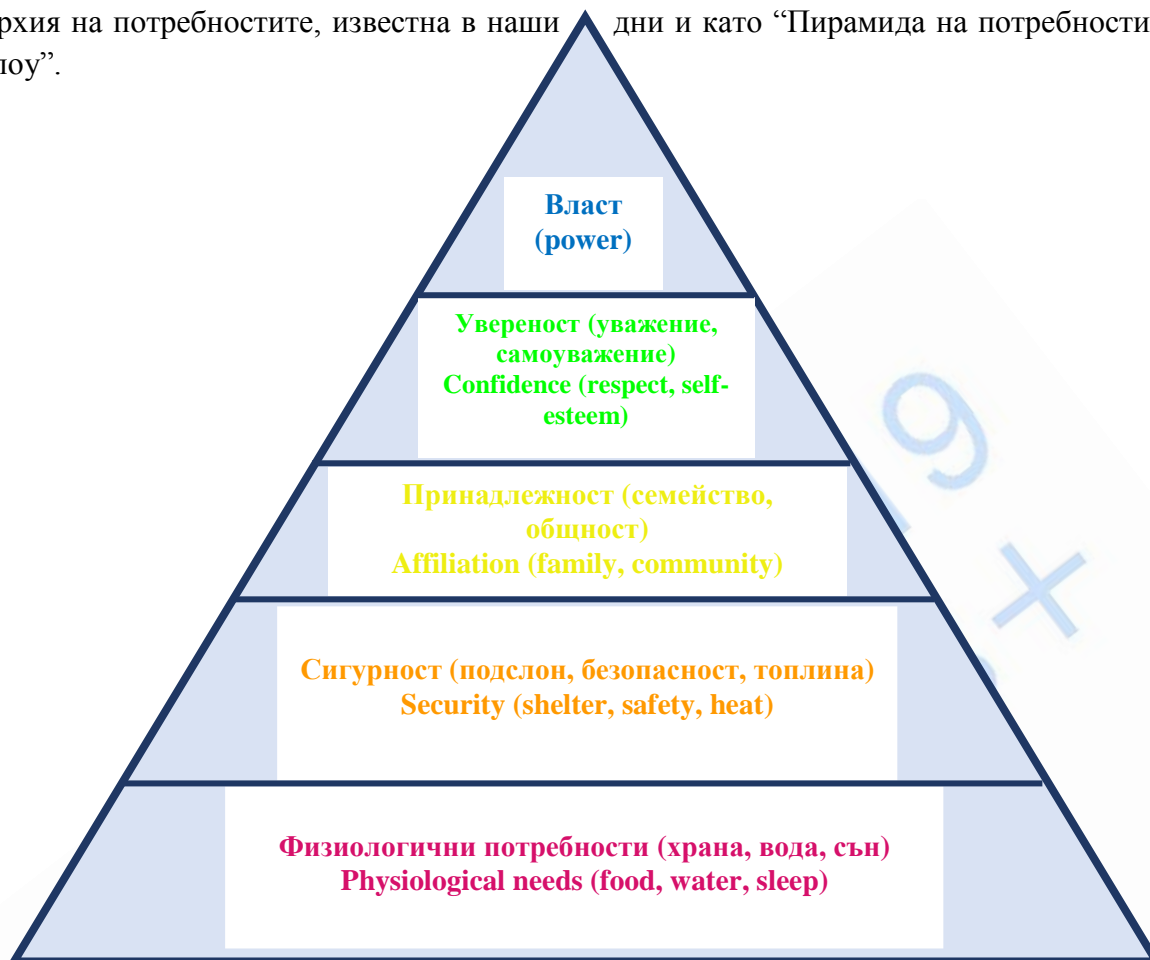 рхия на потребностите, известна в наши дни и като “Пирамида на потребности
лоу”.
Власт
(power)
Увереност (уважение,
самоуважение)
Confidence (respect, self-
esteem)
Принадлежност (семейство,
общност)
Affiliation (family, community)
Сигурност (подслон, безопасност, топлина)
Security (shelter, safety, heat)
Физиологични потребности (храна, вода, сън)
Physiological needs (food, water, sleep)